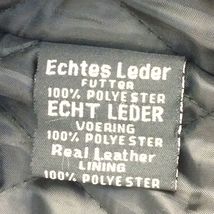 Echtes Leder
FUTTER
100% POLYESTER
ECHT LEDER
VOERING
100% POLYESTER
Real Leather
LINING
100% POLYESTER